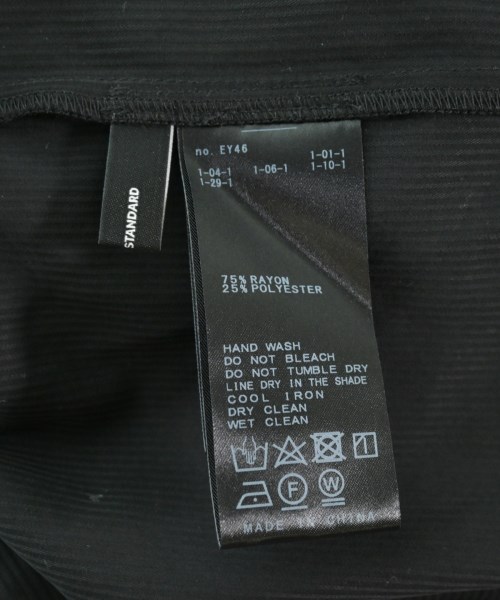 no. EY46
1-01-1
1-04-1 1-06-1 1-10-1
1-29-1
75% RAYON
25% POLYESTER
HAND WASH
DO NOT BLEACH
DO NOT TUMBLE DRY
LINE DRY IN THE SHADE
COOL IRON
DRY CLEAN
WET CLEAN
F W
MADE IN CHINA
STANDARD